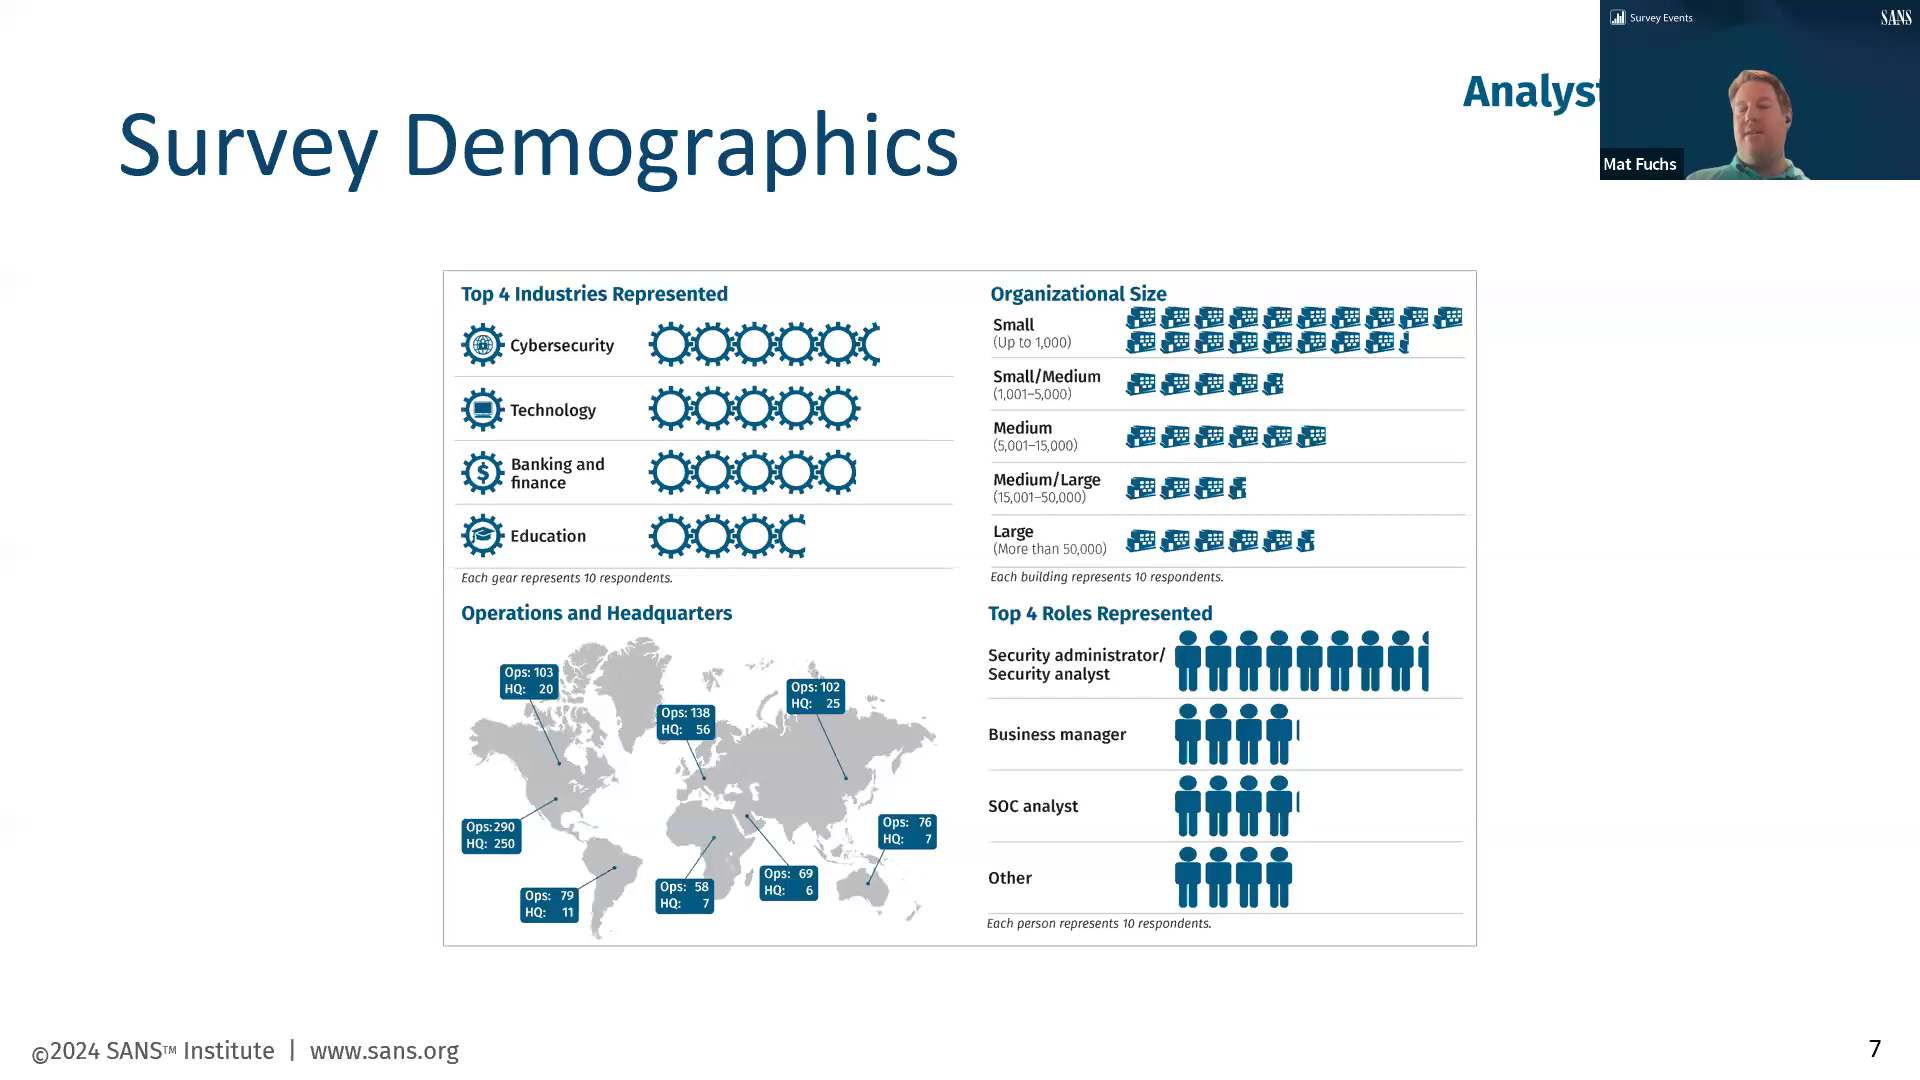 Survey Events
SANS
Analyst
Mat Fuchs
Survey Demographics
Top 4 Industries Represented
Cybersecurity
Technology
$ Banking and
finance
Education
Each gear represents 10 respondents.
Organizational Size
Small
(Up to 1,000)
Small/Medium
(1,001–5,000)
Medium
(5,001–15,000)
Medium/Large
(15,001–50,000)
Large
(More than 50,000)
Each building represents 10 respondents.
Operations and Headquarters
Ops: 103
HQ: 20
Ops: 138
HQ: 56
Ops: 102
HQ: 25
Ops: 290
HQ: 250
Ops: 76
HQ: 7
Ops: 79
HQ: 11
Ops: 58
HQ: 7
Ops: 69
HQ: 6
Top 4 Roles Represented
Security administrator/
Security analyst
Business manager
SOC analyst
Other
Each person represents 10 respondents.
©2024 SANS™ Institute | www.sans.org
7